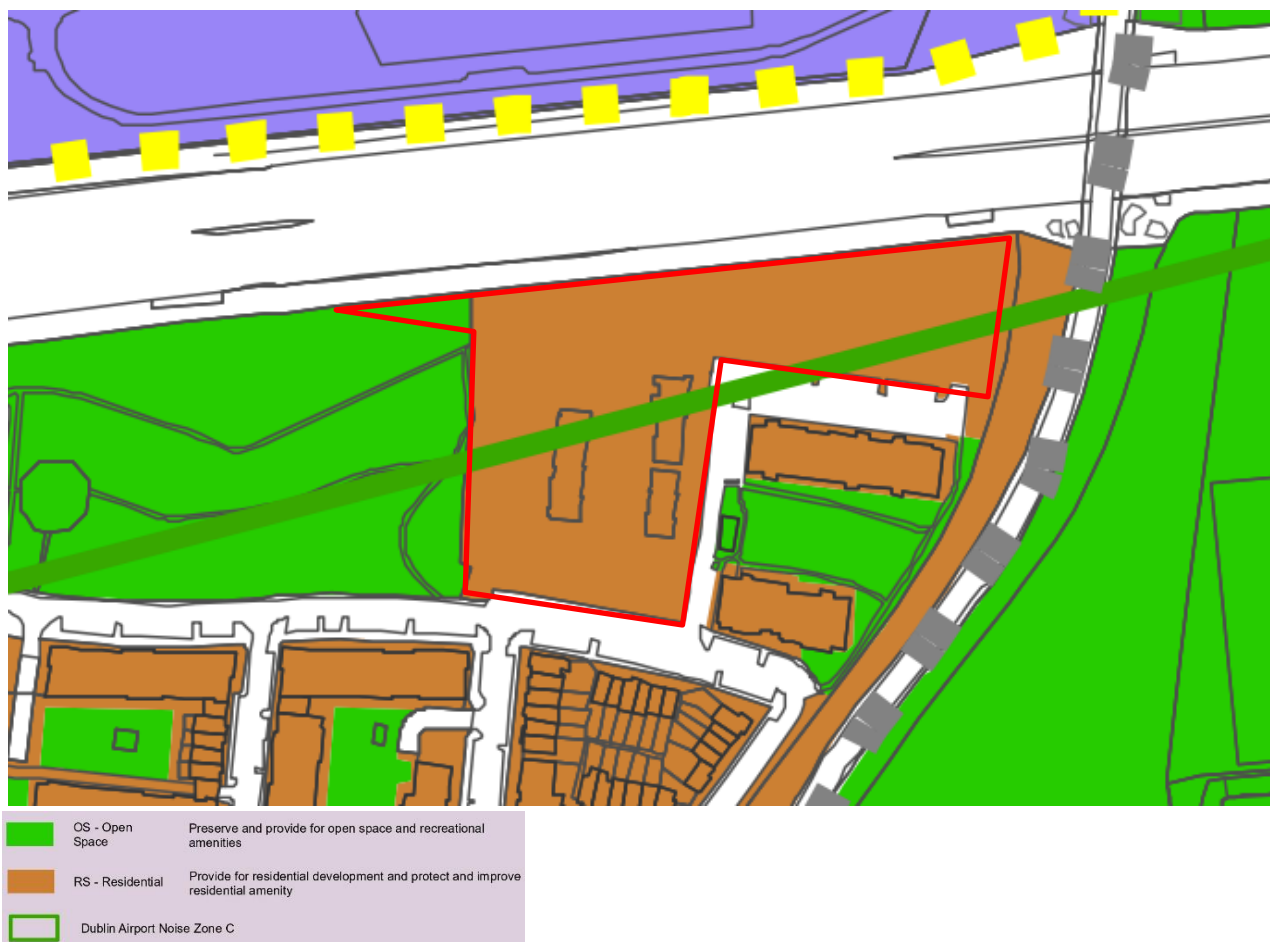 OS - Open
Space
Preserve and provide for open space and recreational
amenities
RS - Residential
Provide for residential development and protect and improve
residential amenity
Dublin Airport Noise Zone C